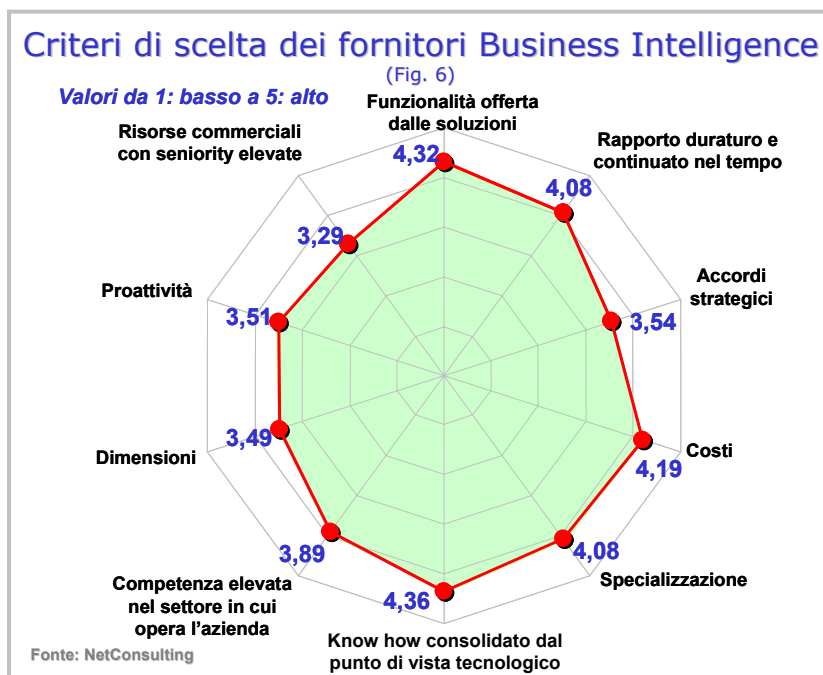 Criteri di scelta dei fornitori Business Intelligence
(Fig. 6)
Valori da 1: basso a 5: alto
Funzionalità offerta
dalle soluzioni
4,32
Rapporto duraturo e
continuato nel tempo
4,08
Accordi
strategici
3,54
Costi
4,19
Specializzazione
4,08
Know how consolidato dal
punto di vista tecnologico
4,36
Competenza elevata
nel settore in cui
opera l'azienda
3,89
Dimensioni
3,49
Proattività
3,51
Risorse commerciali
con seniority elevate
3,29
Fonte: NetConsulting